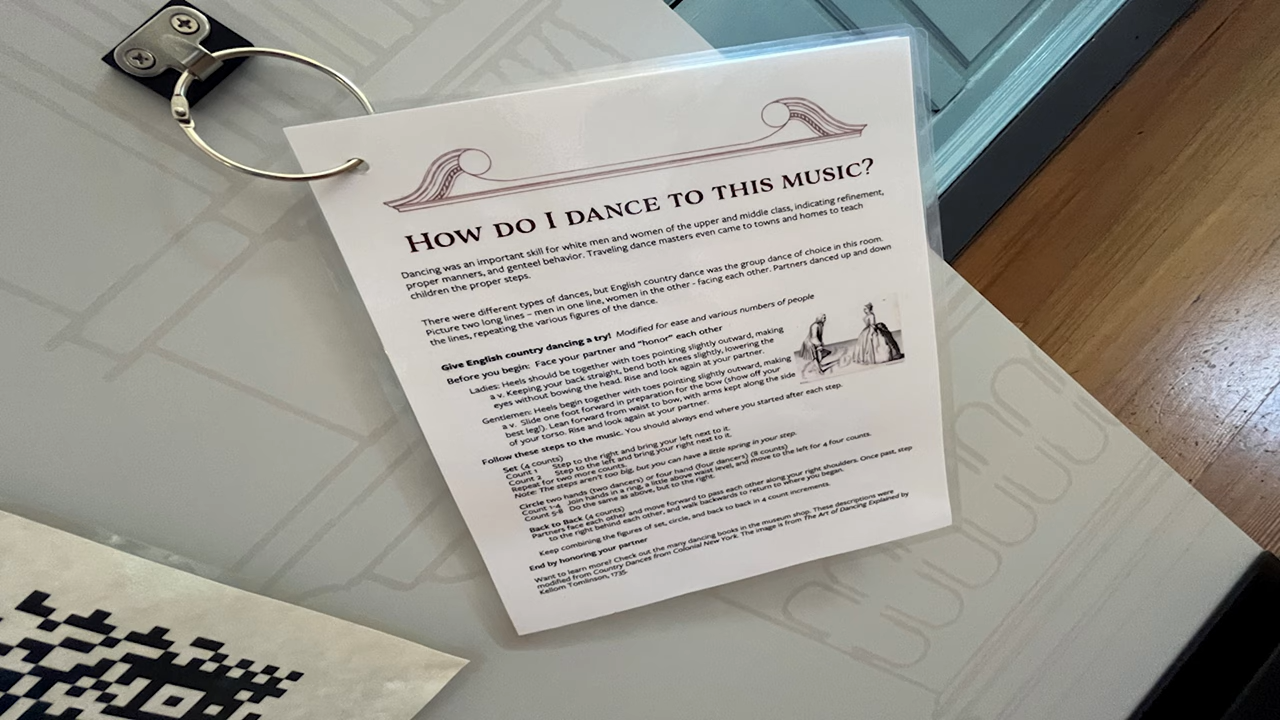 HOW DO I DANCE TO THIS MUSIC?
Dancing was an important skill for white men and women of the upper and middle class, indicating refinement,
proper manners, and genteel behavior. Traveling dance masters even came to towns and homes to teach
children the proper steps.
There were different types of dances, but English country dance was the group dance of choice in this room.
Picture two long lines – men in one line, women in the other - facing each other. Partners danced up and down
the lines, repeating the various figures of the dance.
Give English country dancing a try! Modified for ease and various numbers of people
Before you begin: Face your partner and "honor" each other
Ladies: Heels should be together with toes pointing slightly outward, making
a v. Keeping your back straight, bend both knees slightly, lowering the
eyes without bowing the head. Rise and look again at your partner.
Gentlemen: Heels begin together with toes pointing slightly outward, making
a v. Slide one foot forward in preparation for the bow (show off your
best leg!). Lean forward from waist to bow, with arms kept along the side
of your torso. Rise and look again at your partner.
Follow these steps to the music. You should always end where you started after each step.
Set (4 counts)
Count 1 Step to the right and bring your left next to it.
Count 2 Step to the left and bring your right next to it.
Repeat for two more counts.
Note: The steps aren't too big, but you can have a little spring in your step.
Circle two hands (two dancers) or four hand (four dancers) (8 counts)
Count 1-4 Join hands in a ring, a little above waist level, and move to the left for 4 four counts.
Count 5-8 Do the same as above, but to the right.
Back to Back (4 counts)
Partners face each other and move forward to pass each other along your right shoulders. Once past, step
to the right behind each other, and walk backwards to return to where you began.
Keep combining the figures of set, circle, and back to back in 4 count increments.
End by honoring your partner
Want to learn more? Check out the many dancing books in the museum shop. These descriptions were
modified from Country Dances from Colonial New York. The image is from The Art of Dancing Explained by
Kellom Tomlinson, 1735.